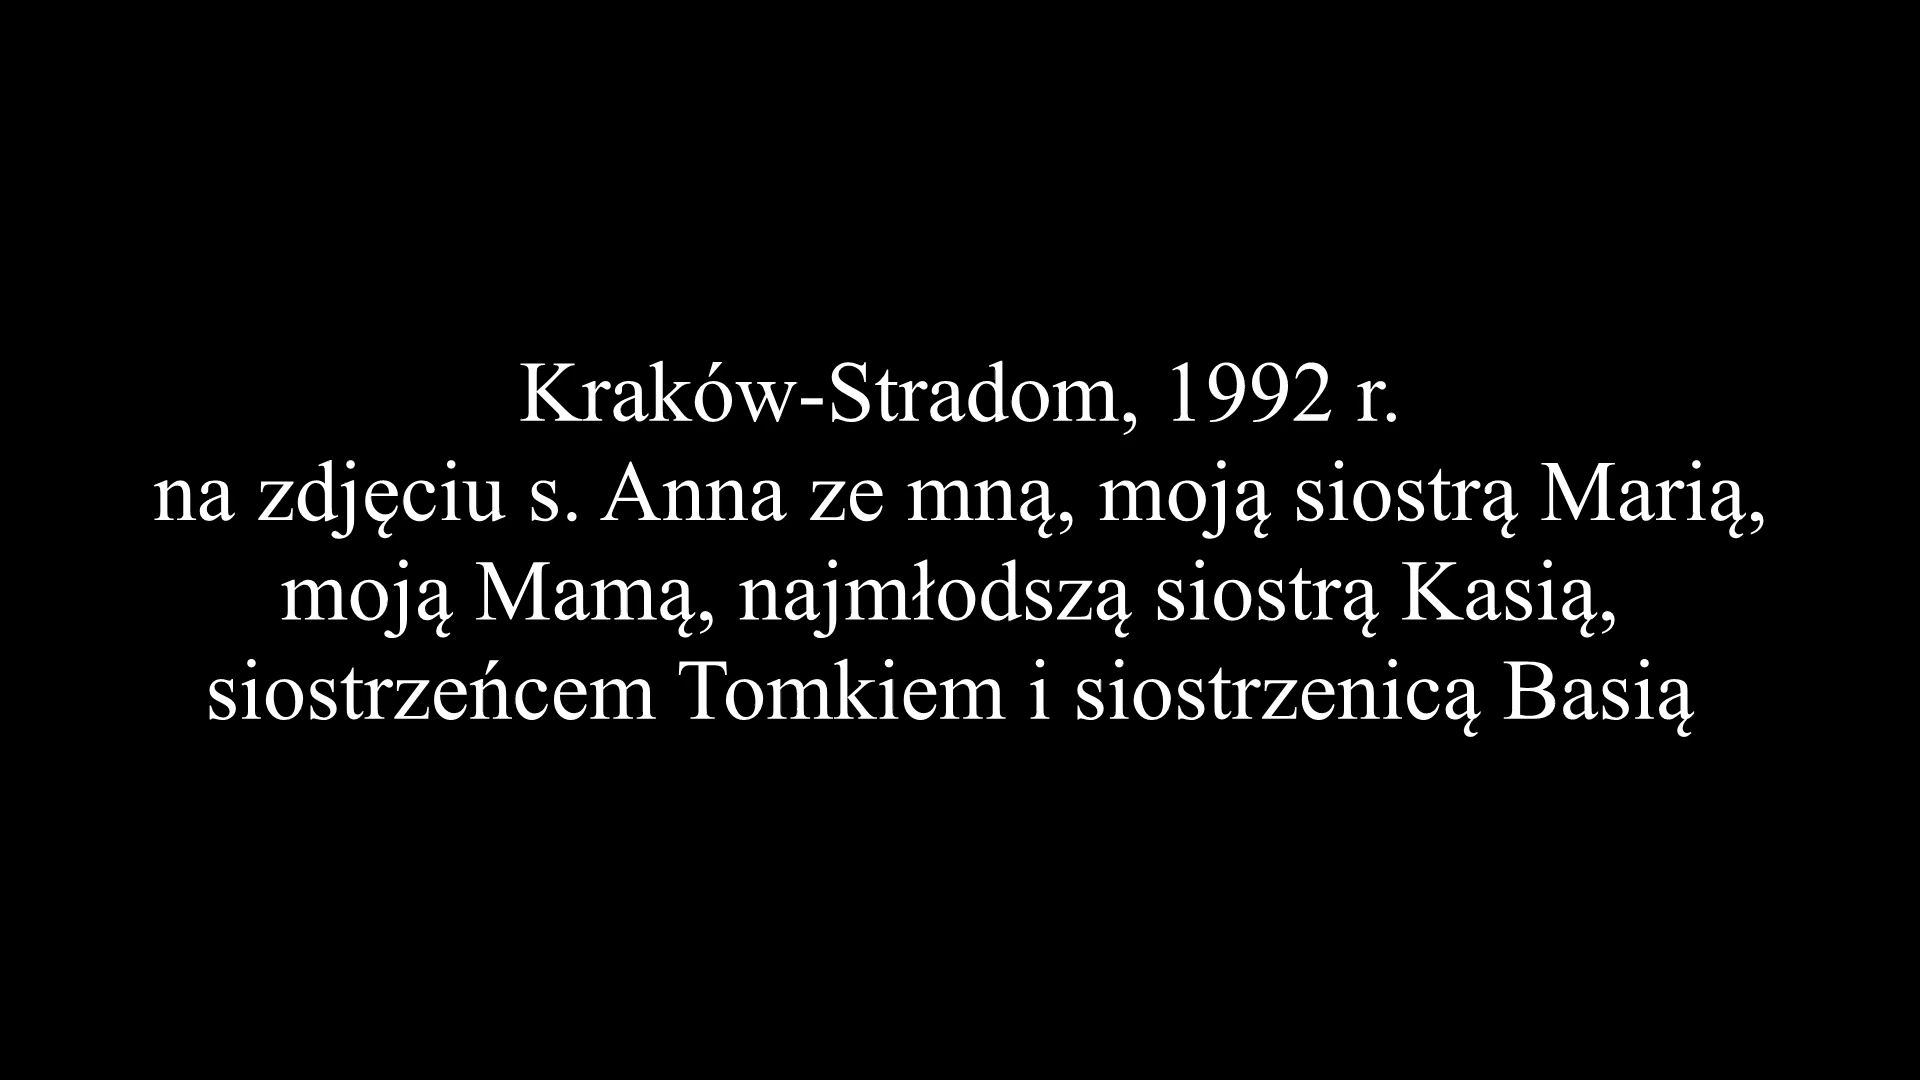 Kraków-Stradom, 1992 r.
na zdjęciu s. Anna ze mną, moją siostrą Marią,
moją Mamą, najmłodszą siostrą Kasią,
siostrzeńcem Tomkiem i siostrzenicą Basią